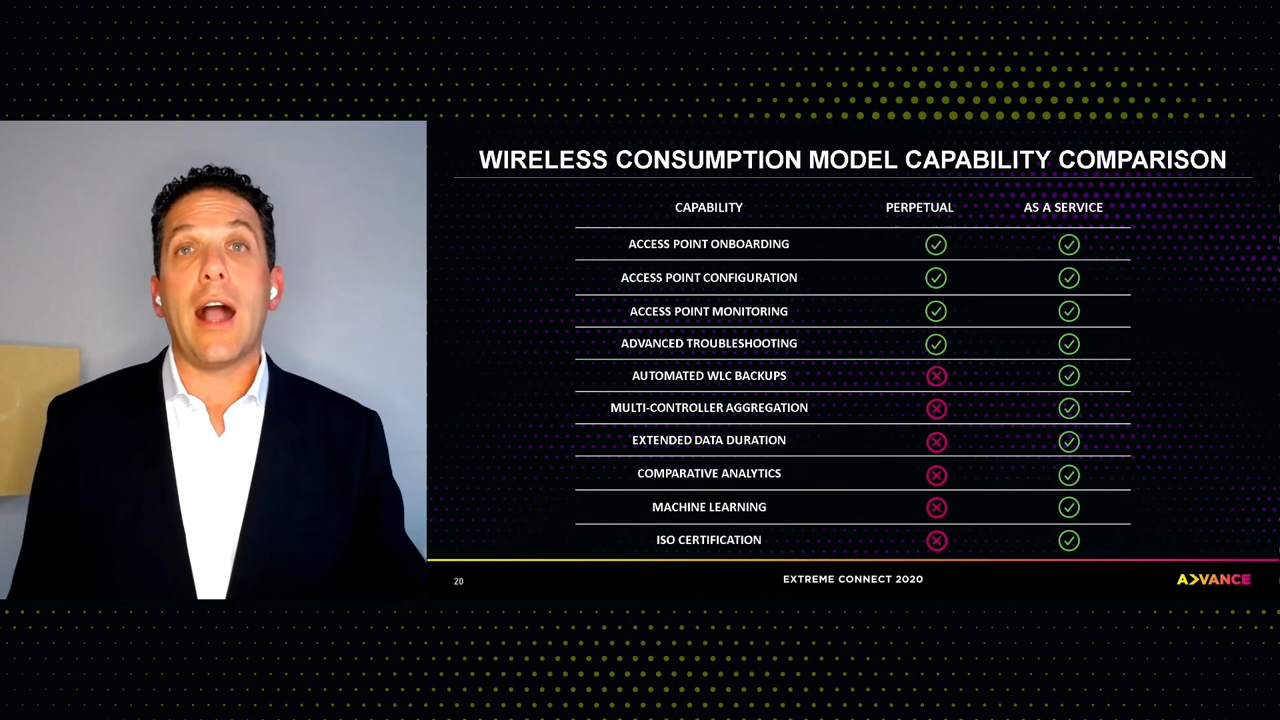 WIRELESS CONSUMPTION MODEL CAPABILITY COMPARISON
CAPABILITY PERPETUAL AS A SERVICE
ACCESS POINT ONBOARDING
ACCESS POINT CONFIGURATION
ACCESS POINT MONITORING
ADVANCED TROUBLESHOOTING
AUTOMATED WLC BACKUPS
MULTI-CONTROLLER AGGREGATION
EXTENDED DATA DURATION
COMPARATIVE ANALYTICS
MACHINE LEARNING
ISO CERTIFICATION
20 EXTREME CONNECT 2020 ADVANCE